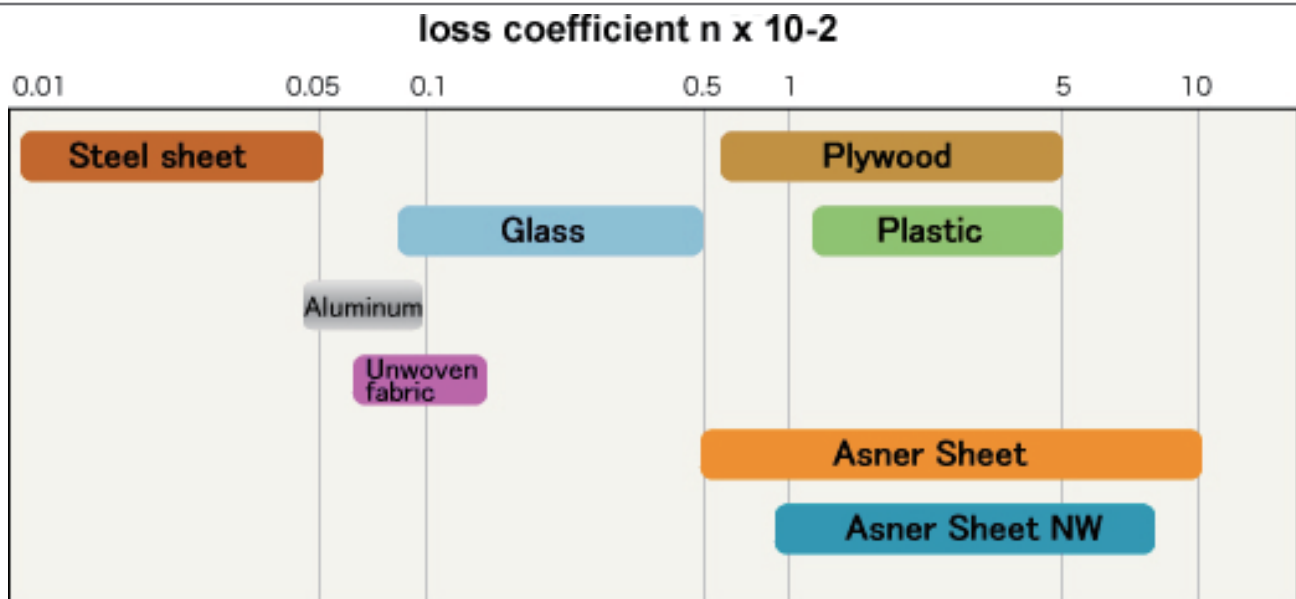 loss coefficient n x 10-2
0.01 0.05 0.1 0.5 1 5 10
Steel sheet Plywood
Glass Plastic
Aluminum
Unwoven
fabric
Asner Sheet
Asner Sheet NW